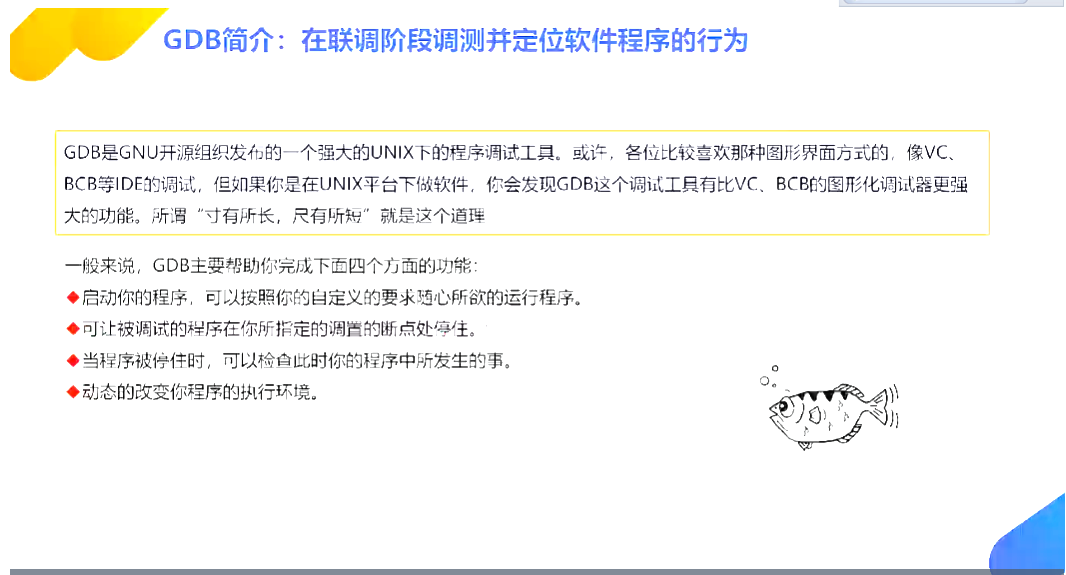 GDB简介：在联调阶段调测并定位软件程序的行为
GDB是GNU开源组织发布的一个强大的UNIX下的程序调试工具。或许，各位比较喜欢那种图形界面方式的，像VC、
BCB等IDE的调试，但如果你是在UNIX平台下做软件，你会发现GDB这个调试工具有比VC、BCB的图形化调试器更强
大的功能。所谓“寸有所长，尺有所短”就是这个道理
一般来说，GDB主要帮助你完成下面四个方面的功能：
◆启动你的程序，可以按照你的自定义的要求随心所欲的运行程序。
◆可让被调试的程序在你所指定的调置的断点处停住。
◆当程序被停住时，可以检查此时你的程序中所发生的事。
◆动态的改变你程序的执行环境。